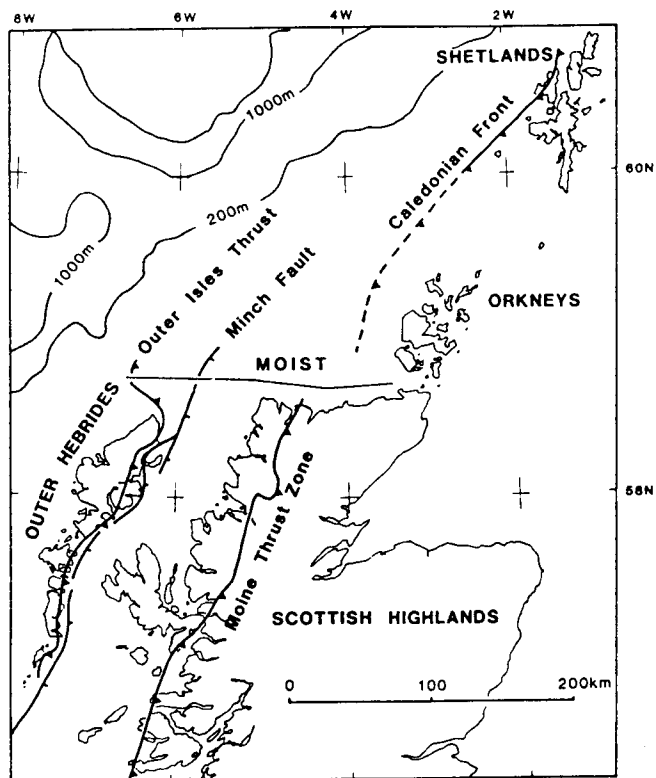 8W 6W 4W 2W
SHETLANDS
1000m
Caledonian Front
60N
200m
1000m
Outer Isles Thrust
Minch Fault
ORKNEYS
MOIST
OUTER HEBRIDES
58N
Moine Thrust Zone
SCOTTISH HIGHLANDS
0 100 200km